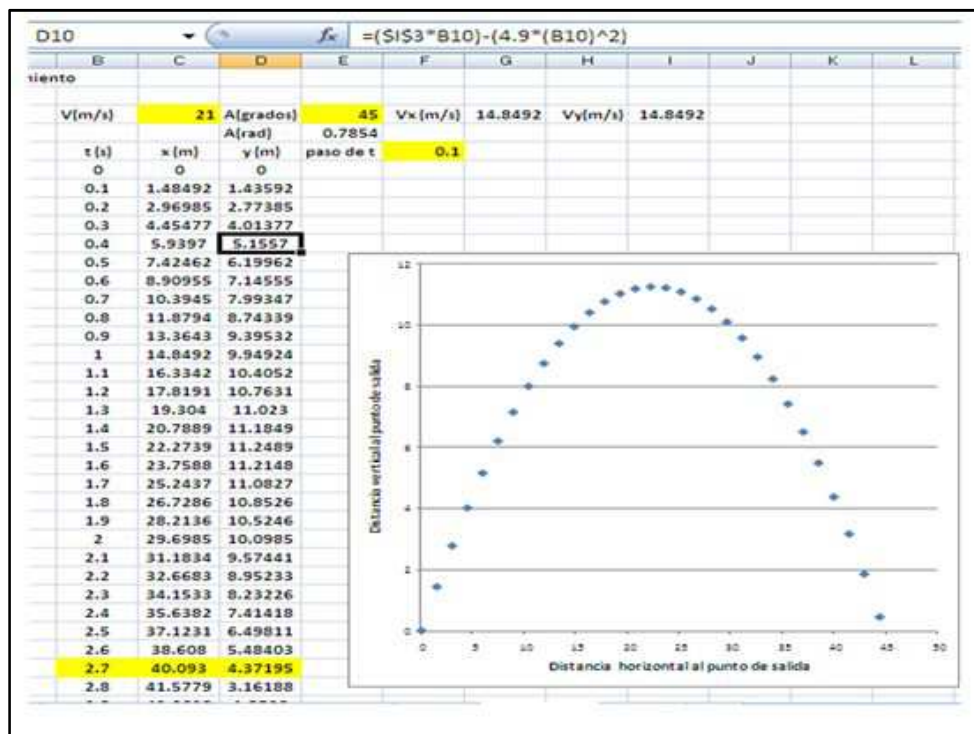 D10 fx =($I$3*B10)-(4.9*(B10)^2)
B C D E F G H I J K L
niento
V(m/s) 21 A(grados) 45 Vx(m/s) 14.8492 Vy(m/s) 14.8492
A(rad) 0.7854
t (s) x (m) y (m) paso de t 0.1
0 0 0
0.1 1.48492 1.43592
0.2 2.96985 2.77385
0.3 4.45477 4.01377
0.4 5.9397 5.1557
0.5 7.42462 6.19962
0.6 8.90955 7.14555
0.7 10.3945 7.99347
0.8 11.8794 8.74339
0.9 13.3643 9.39532
1 14.8492 9.94924
1.1 16.3342 10.4052
1.2 17.8191 10.7631
1.3 19.304 11.023
1.4 20.7889 11.1849
1.5 22.2739 11.2489
1.6 23.7588 11.2148
1.7 25.2437 11.0827
1.8 26.7286 10.8526
1.9 28.2136 10.5246
2 29.6985 10.0985
2.1 31.1834 9.57441
2.2 32.6683 8.95233
2.3 34.1533 8.23226
2.4 35.6382 7.41418
2.5 37.1231 6.49811
2.6 38.608 5.48403
2.7 40.093 4.37195
2.8 41.5779 3.16188
12
10
8
6
4
2
0
0 5 10 15 20 25 30 35 40 45 50
Distancia vertical al punto de salida
Distancia horizontal al punto de salida